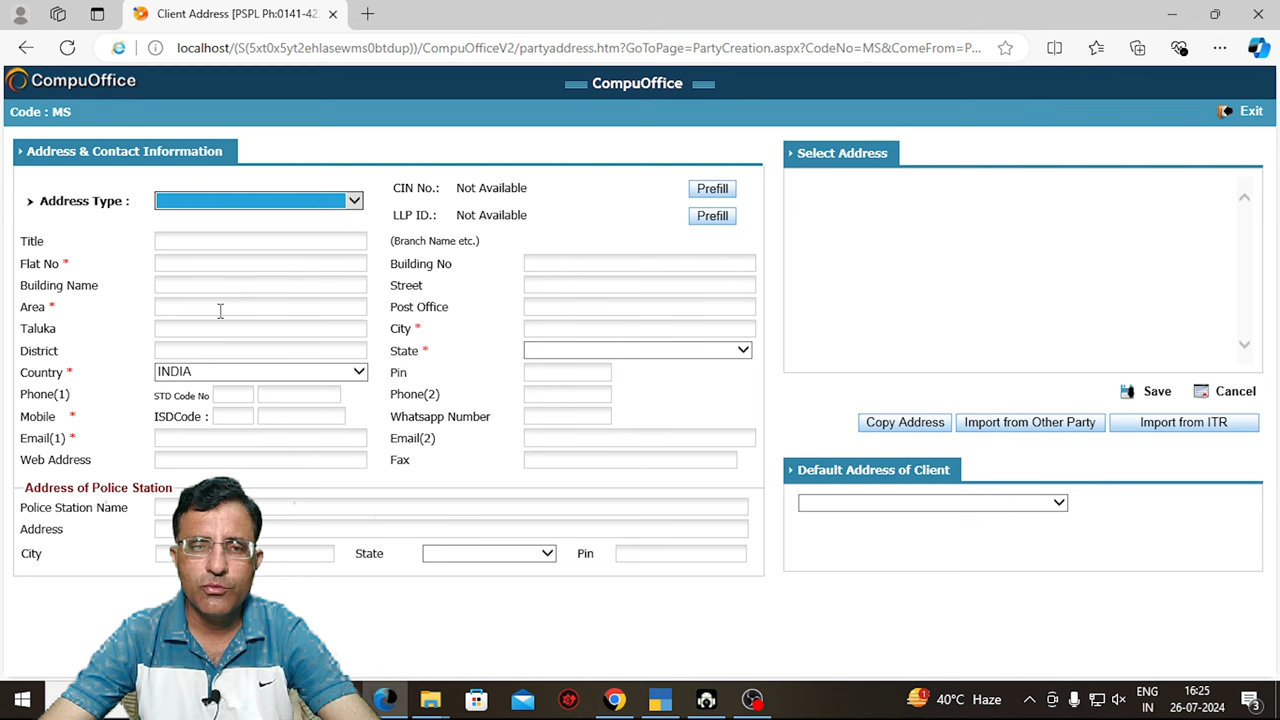 Client Address [PSPL Ph:0141-42
localhost/(S(5xt0x5yt2ehlasewms0btdup))/CompuOfficeV2/partyaddress.htm?GoToPage=PartyCreation.aspx?CodeNo=MS&ComeFrom=P...
CompuOffice
CompuOffice
Code : MS
Exit
Address & Contact Inforrmation
Select Address
Address Type :
CIN No.: Not Available Prefill
LLP ID.: Not Available Prefill
Title (Branch Name etc.)
Flat No * Building No
Building Name Street
Area * Post Office
Taluka City *
District State *
Country * INDIA Pin
Phone(1) STD Code No Phone(2)
Mobile * ISDCode : Whatsapp Number
Email(1) * Email(2)
Web Address Fax
Save Cancel
Copy Address Import from Other Party Import from ITR
Default Address of Client
Address of Police Station
Police Station Name
Address
City State Pin
1
40°C Haze
ENG
IN
16:25
26-07-2024
3